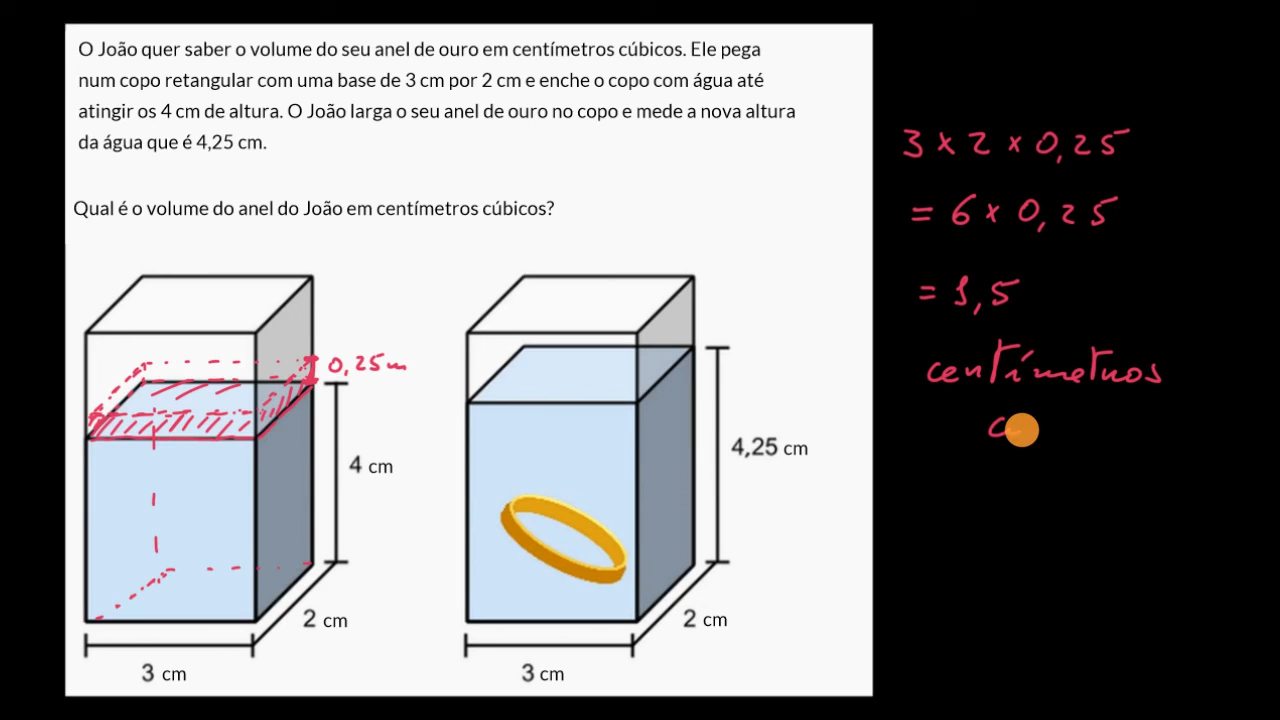 O João quer saber o volume do seu anel de ouro em centímetros cúbicos. Ele pega
num copo retangular com uma base de 3 cm por 2 cm e enche o copo com água até
atingir os 4 cm de altura. O João larga o seu anel de ouro no copo e mede a nova altura
da água que é 4,25 cm.
Qual é o volume do anel do João em centímetros cúbicos?
3 x 2 x 0,25
= 6 x 0,25
= 1,5
centímetros
c
0,25m
4 cm
2 cm
3 cm
4,25 cm
2 cm
3 cm